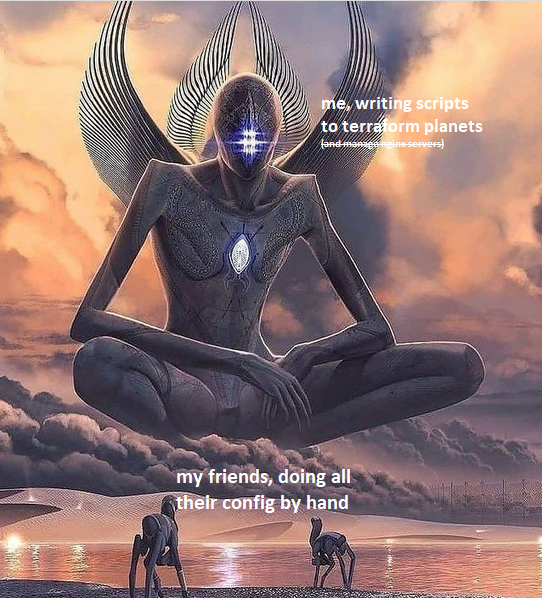 me, writing scripts
to terraform planets
(and manage nginx servers)
my friends, doing all
their config by hand